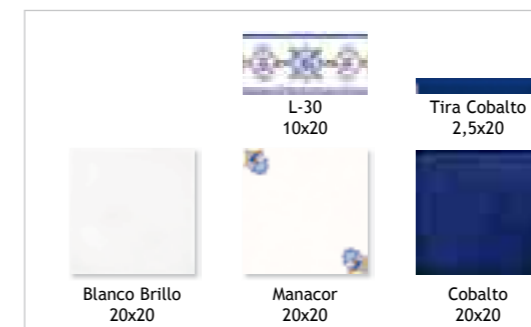 L-30
10x20
Tira Cobalto
2,5x20
Blanco Brillo
20x20
Manacor
20x20
Cobalto
20x20